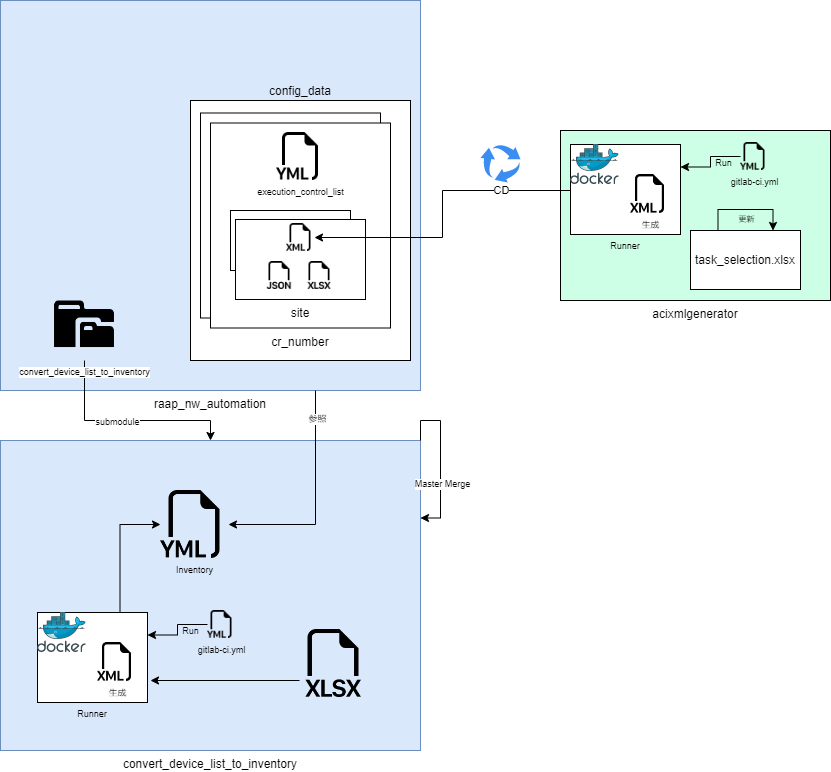 config_data
YML
execution_control_list
XML
JSON
XLSX
site
cr_number
convert_device_list_to_inventory
raap_nw_automation
CD
docker
XML
生成
Runner
Run
YML
gitlab-ci.yml
更新
task_selection.xlsx
acixmlgenerator
参照
submodule
Master Merge
YML
Inventory
docker
XML
生成
Runner
Run
YML
gitlab-ci.yml
XLSX
convert_device_list_to_inventory